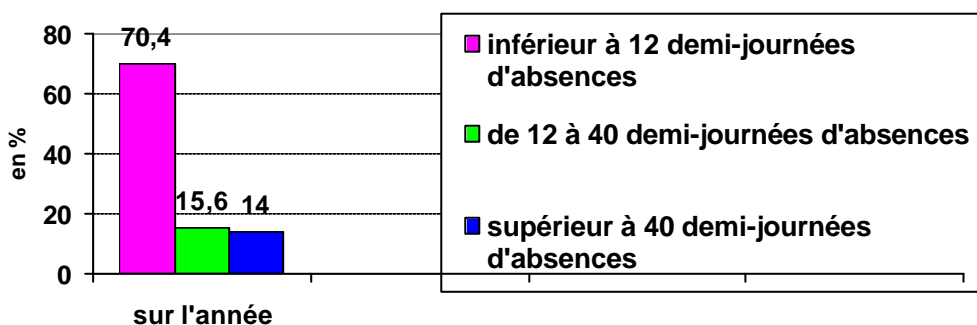 80
70,4
60
40
20
0
en %
15,6
14
sur l'année
inférieur à 12 demi-journées
d'absences
de 12 à 40 demi-journées d'absences
supérieur à 40 demi-journées
d'absences